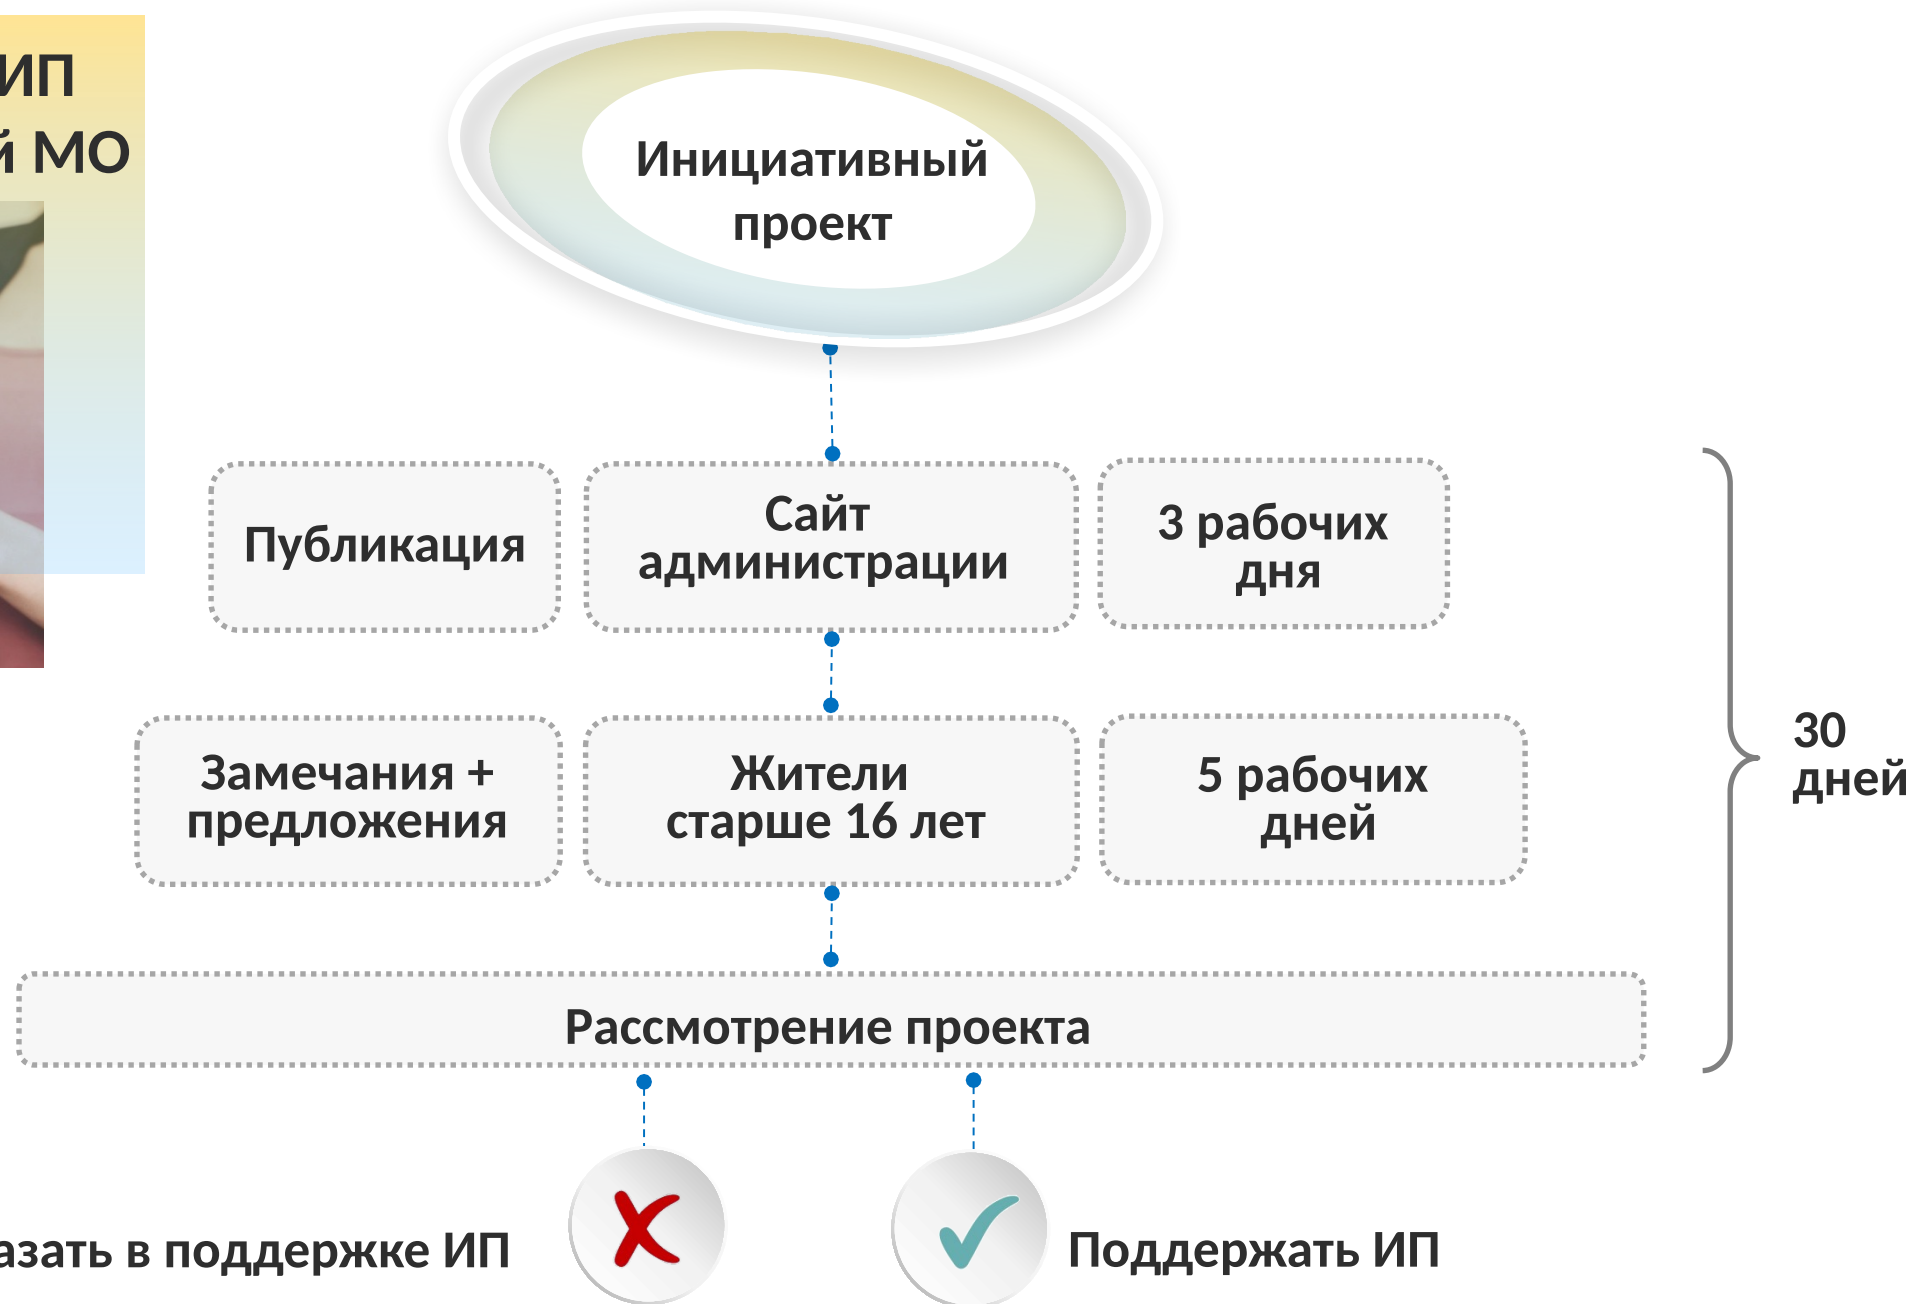 ИП
й МО
Инициативный
проект
Публикация
Сайт
администрации
3 рабочих
дня
Замечания +
предложения
Жители
старше 16 лет
5 рабочих
дней
30
дней
Рассмотрение проекта
азать в поддержке ИП
Поддержать ИП